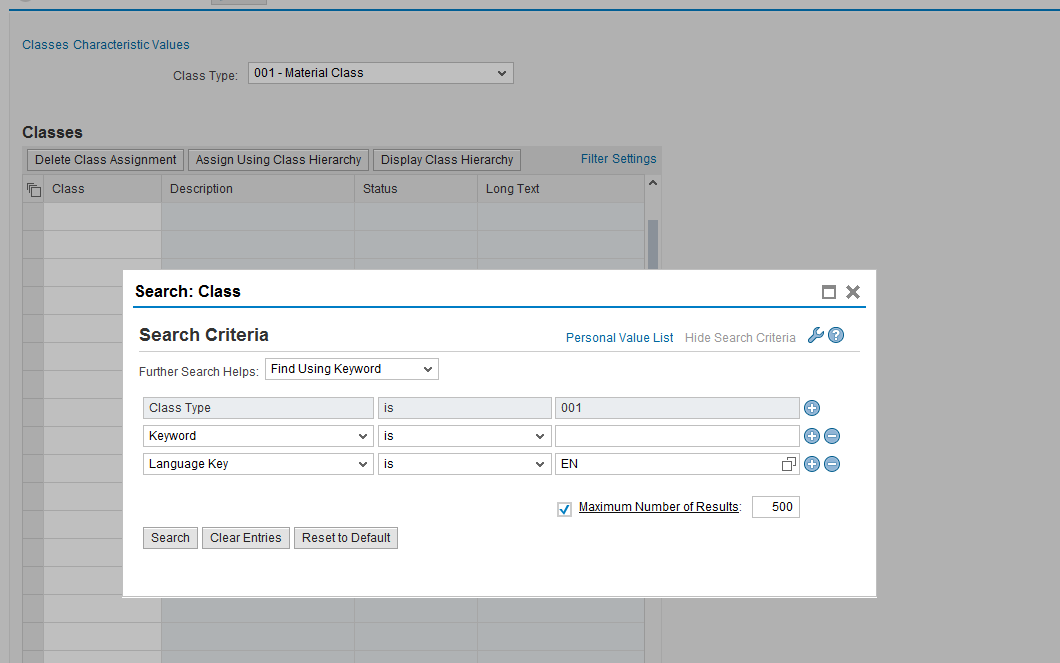 Classes Characteristic Values
Class Type: 001 - Material Class
Classes
Delete Class Assignment Assign Using Class Hierarchy Display Class Hierarchy Filter Settings
Class Description Status Long Text
Search: Class
Search Criteria Personal Value List Hide Search Criteria
Further Search Helps: Find Using Keyword
Class Type is 001
Keyword is
Language Key is EN
Maximum Number of Results: 500
Search Clear Entries Reset to Default